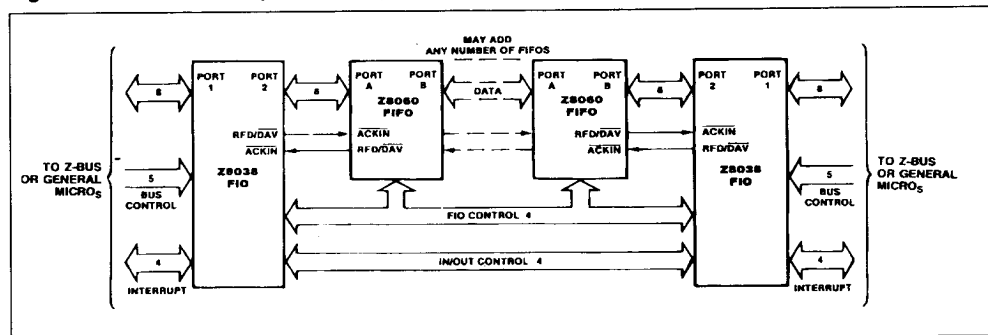 MAY ADD
ANY NUMBER OF FIFOS
PORT
1
PORT
2
8
8
PORT
A
PORT
B
Z8060
FIFO
DATA
PORT
A
PORT
B
Z8060
FIFO
8
PORT
2
PORT
1
8
RFD/DAV
ACKIN
ACKIN
RFD/DAV
RFD/DAV
ACKIN
ACKIN
RFD/DAV
Z8038
FIO
Z8038
FIO
TO Z-BUS
OR GENERAL
MICROS
5
BUS
CONTROL
4
INTERRUPT
FIO CONTROL 4
IN/OUT CONTROL 4
5
BUS
CONTROL
4
INTERRUPT
TO Z-BUS
OR GENERAL
MICROS